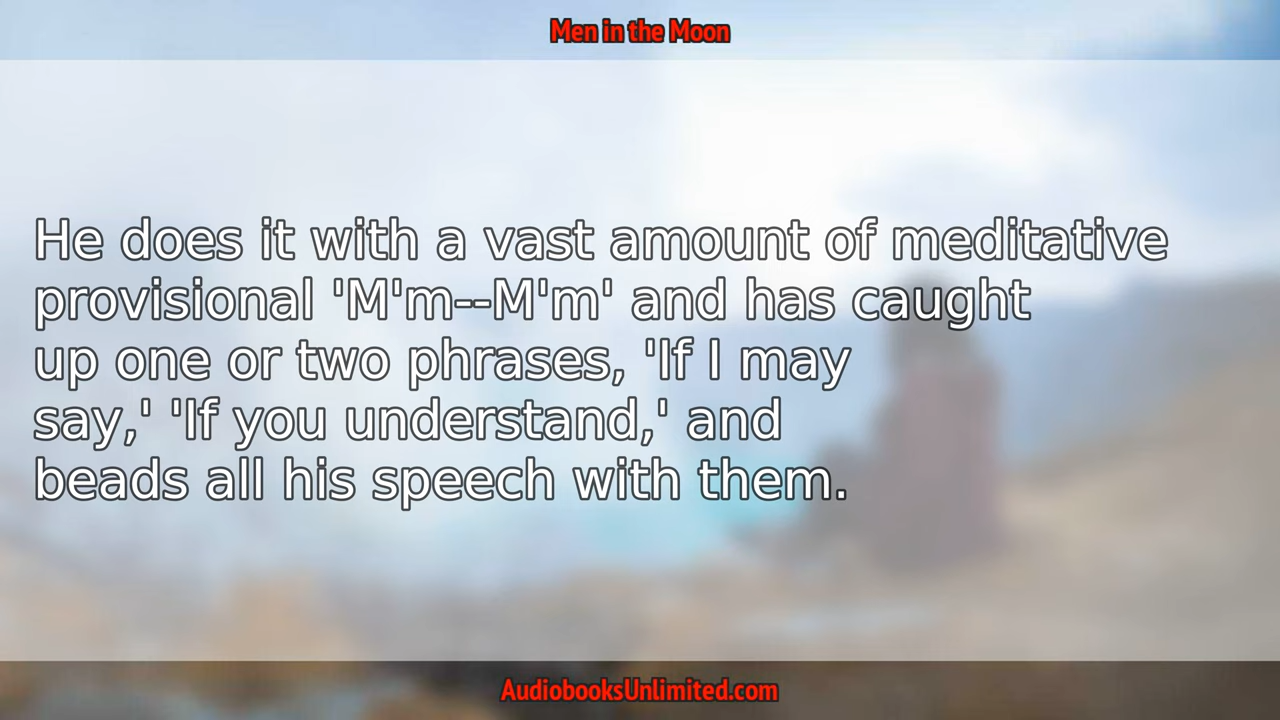 Men in the Moon
He does it with a vast amount of meditative
provisional 'M'm--M'm' and has caught
up one or two phrases, 'If I may
say,' 'If you understand,' and
beads all his speech with them.
AudiobooksUnlimited.com